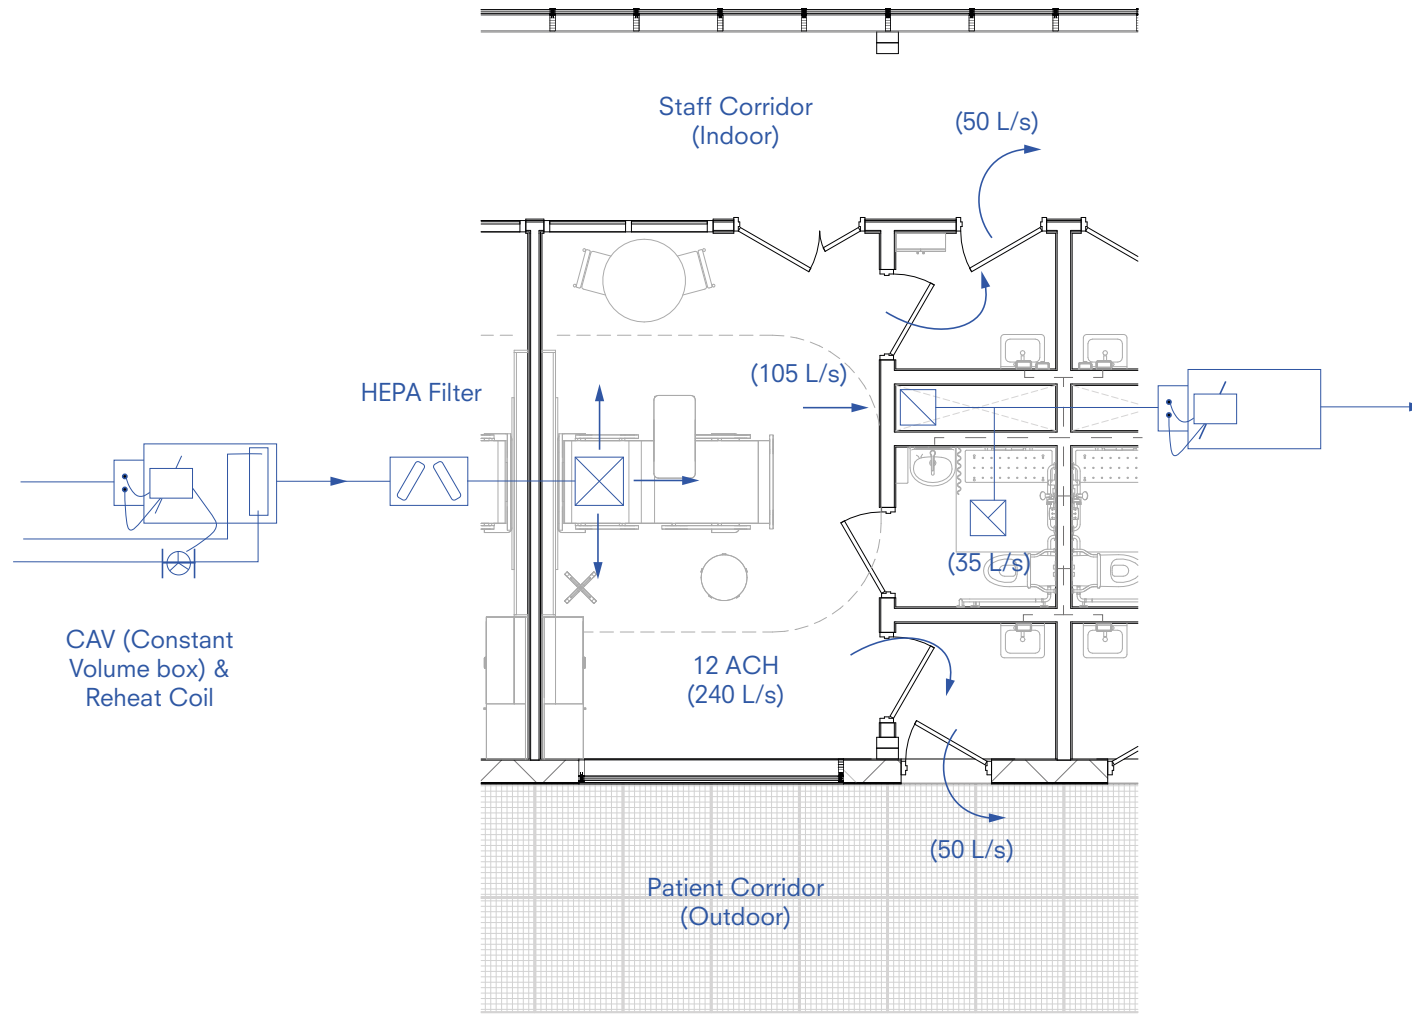 Staff Corridor
(Indoor)
(50 L/s)
(105 L/s)
HEPA Filter
(35 L/s)
CAV (Constant
Volume box) &
Reheat Coil
12 ACH
(240 L/s)
(50 L/s)
Patient Corridor
(Outdoor)